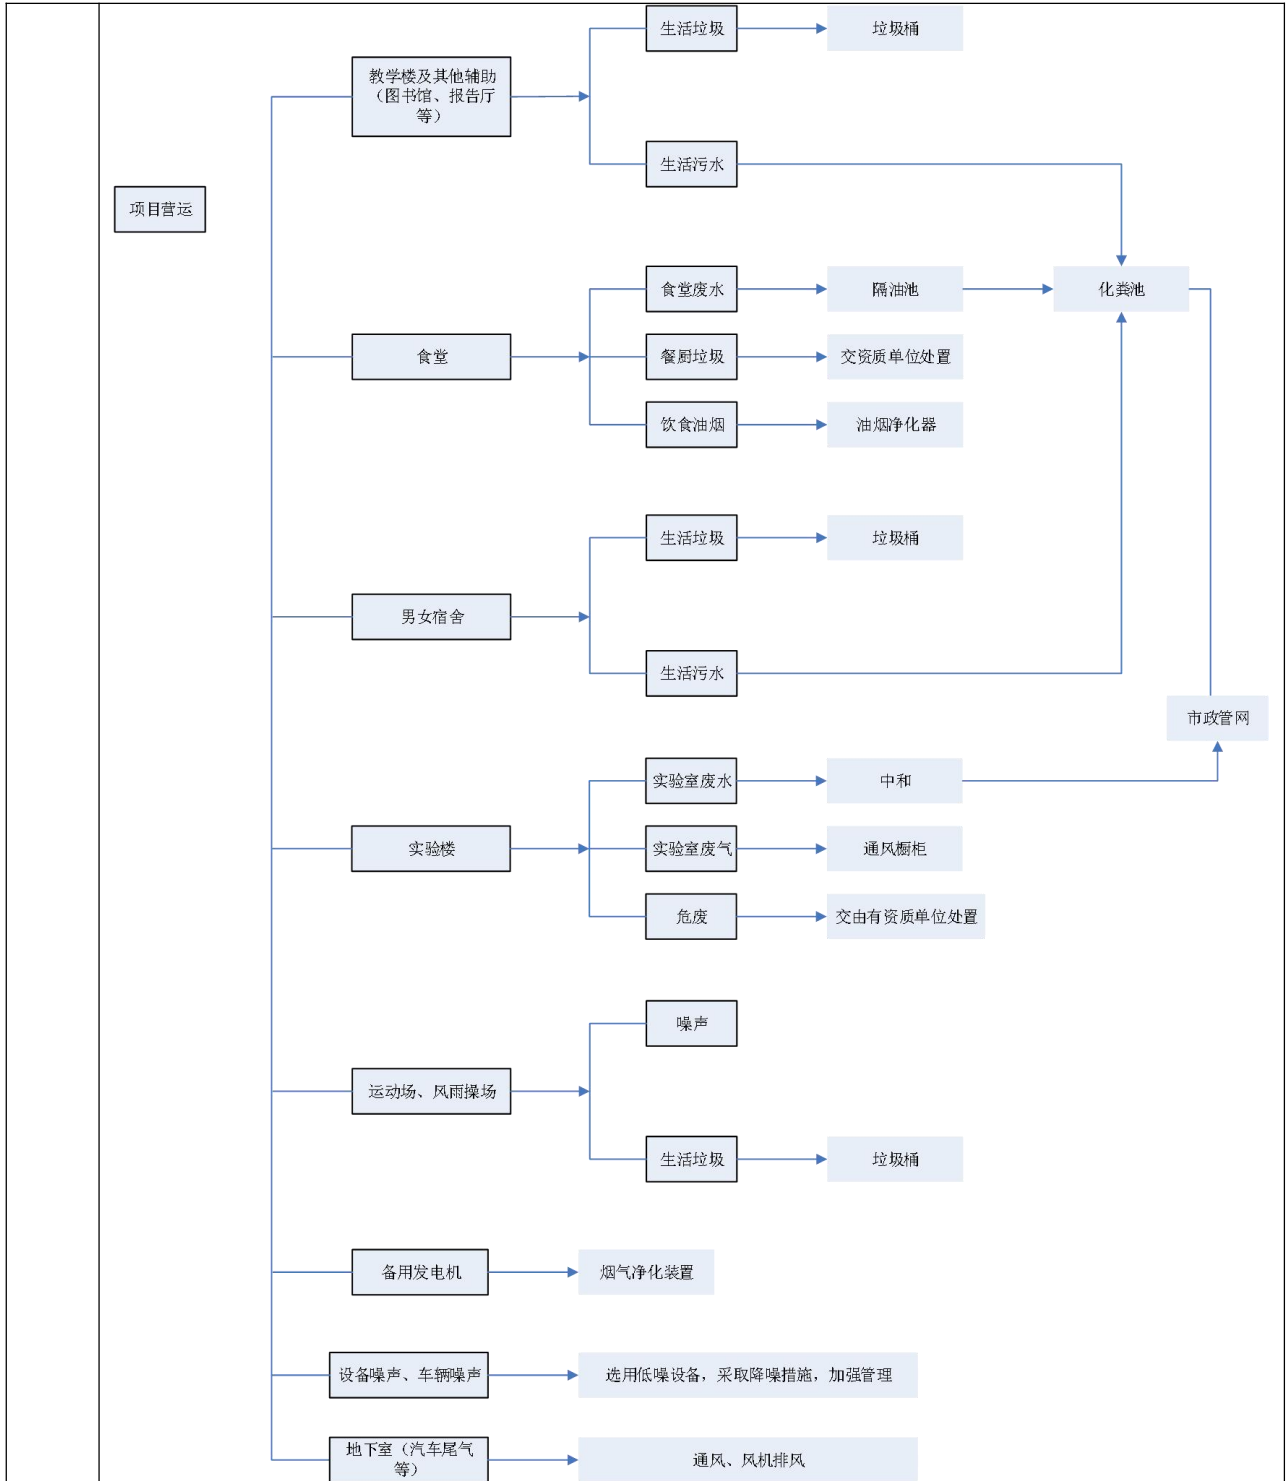 生活垃圾
垃圾桶
教学楼及其他辅助
（图书馆、报告厅
等）
生活污水
项目营运
食堂废水
隔油池
化粪池
食堂
餐厨垃圾
交资质单位处置
饮食油烟
油烟净化器
生活垃圾
垃圾桶
男女宿舍
生活污水
市政管网
实验室废水
中和
实验楼
实验室废气
通风橱柜
危废
交由有资质单位处置
噪声
运动场、风雨操场
生活垃圾
垃圾桶
备用发电机
烟气净化装置
设备噪声、车辆噪声
选用低噪设备，采取降噪措施，加强管理
地下室（汽车尾气
等）
通风、风机排风